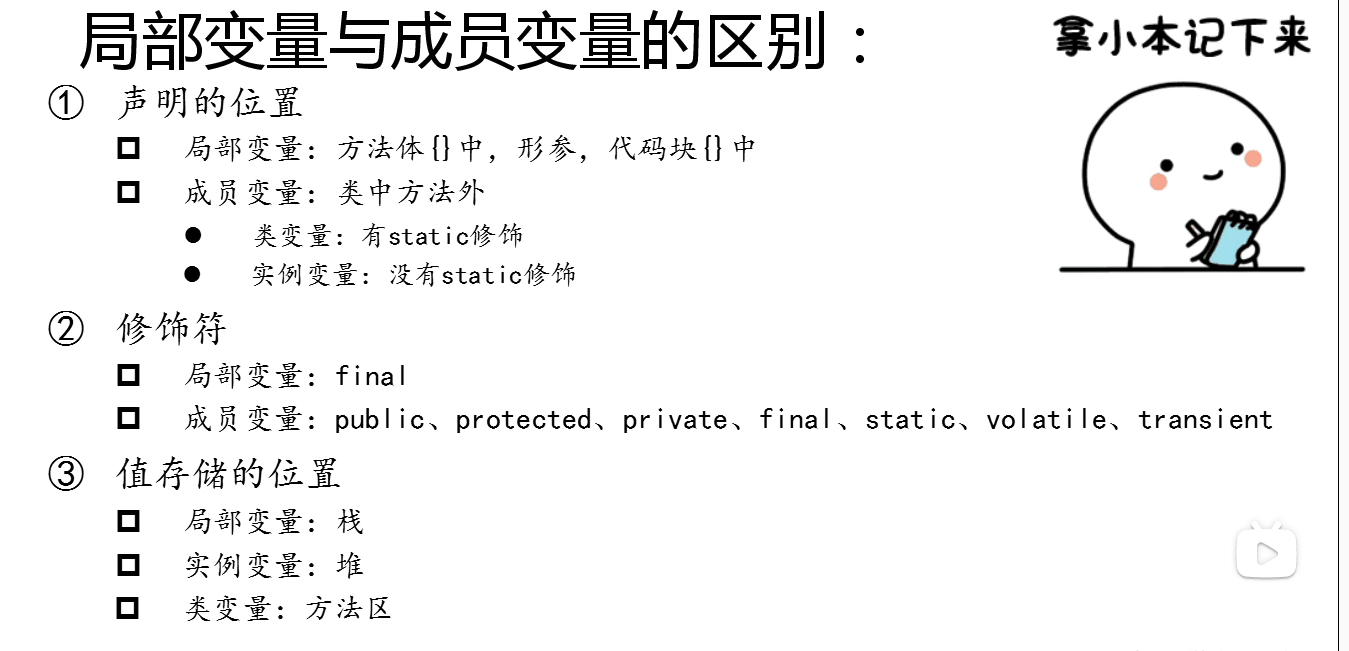 局部变量与成员变量的区别：
拿小本记下来
① 声明的位置
局部变量：方法体{}中，形参，代码块{}中
成员变量：类中方法外
类变量：有static修饰
实例变量：没有static修饰
② 修饰符
局部变量：final
成员变量：public、protected、private、final、static、volatile、transient
③ 值存储的位置
局部变量：栈
实例变量：堆
类变量：方法区